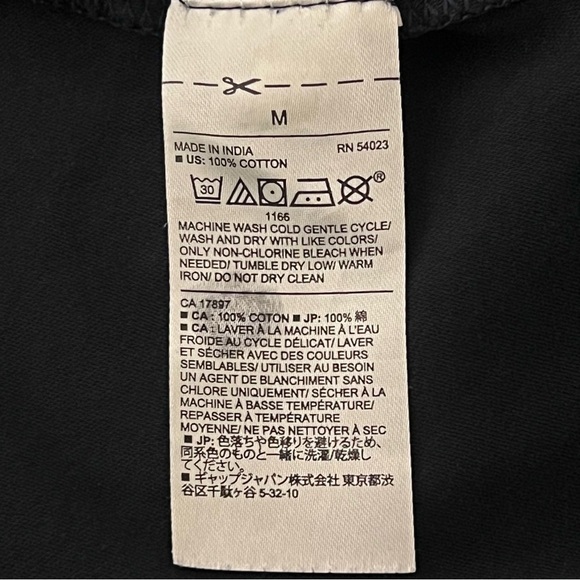 M
MADE IN INDIA RN 54023
■ US: 100% COTTON
30 ®
1166
MACHINE WASH COLD GENTLE CYCLE/
WASH AND DRY WITH LIKE COLORS/
ONLY NON-CHLORINE BLEACH WHEN
NEEDED/ TUMBLE DRY LOW/ WARM
IRON/ DO NOT DRY CLEAN
CA 17897
■ CA : 100% COTON ■ JP: 100% 綿
■ CA : LAVER À LA MACHINE À L'EAU
FROIDE AU CYCLE DÉLICAT/ LAVER
ET SÉCHER AVEC DES COULEURS
SEMBLABLES/ UTILISER AU BESOIN
UN AGENT DE BLANCHIMENT SANS
CHLORE UNIQUEMENT/ SÉCHER À LA
MACHINE À BASSE TEMPÉRATURE/
REPASSER À TEMPÉRATURE
MOYENNE/ NE PAS NETTOYER À SEC
■ JP: 色落ちや色移りを避けるため、
同系色のものと一緒に洗濯/乾燥し
てください。
■ ギャップジャパン株式会社 東京都渋
谷区千駄ヶ谷 5-32-10